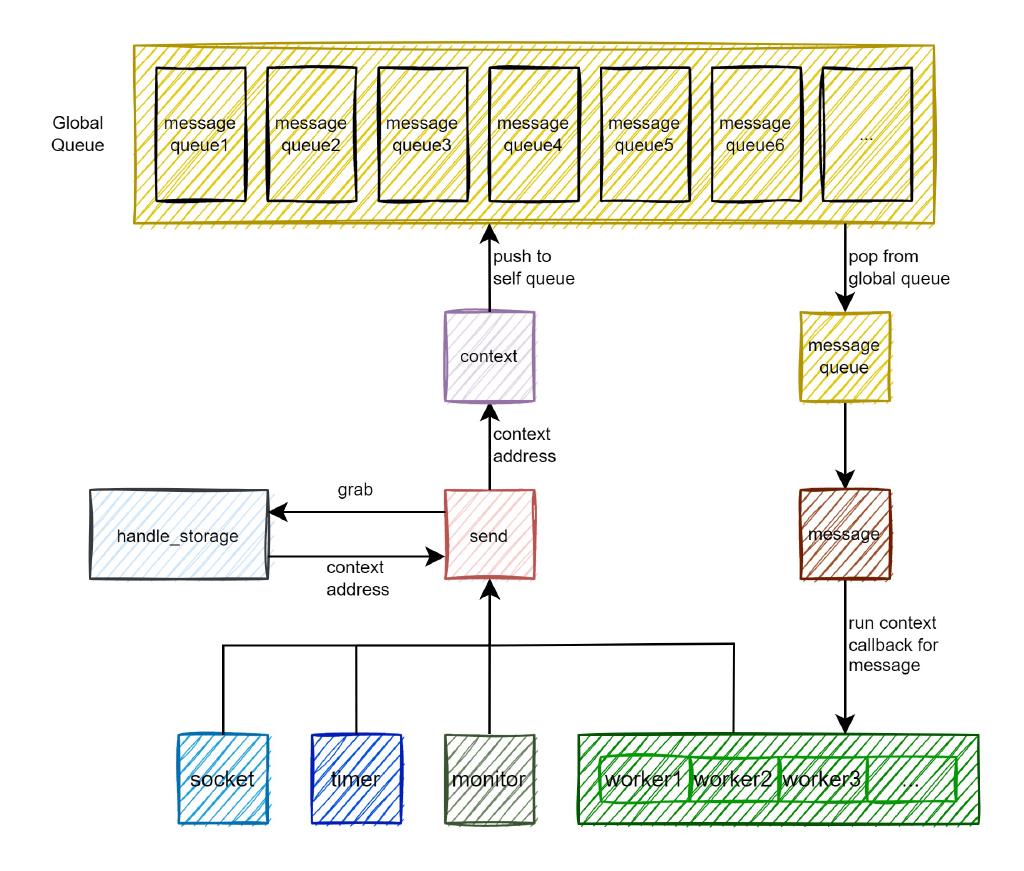 Global
Queue
message
queue1
message
queue2
message
queue3
message
queue4
message
queue5
message
queue6
...
push to
self queue
pop from
global queue
context
message
queue
context
address
grab
handle_storage
send
message
context
address
run context
callback for
message
socket
timer
monitor
worker1
worker2
worker3
...